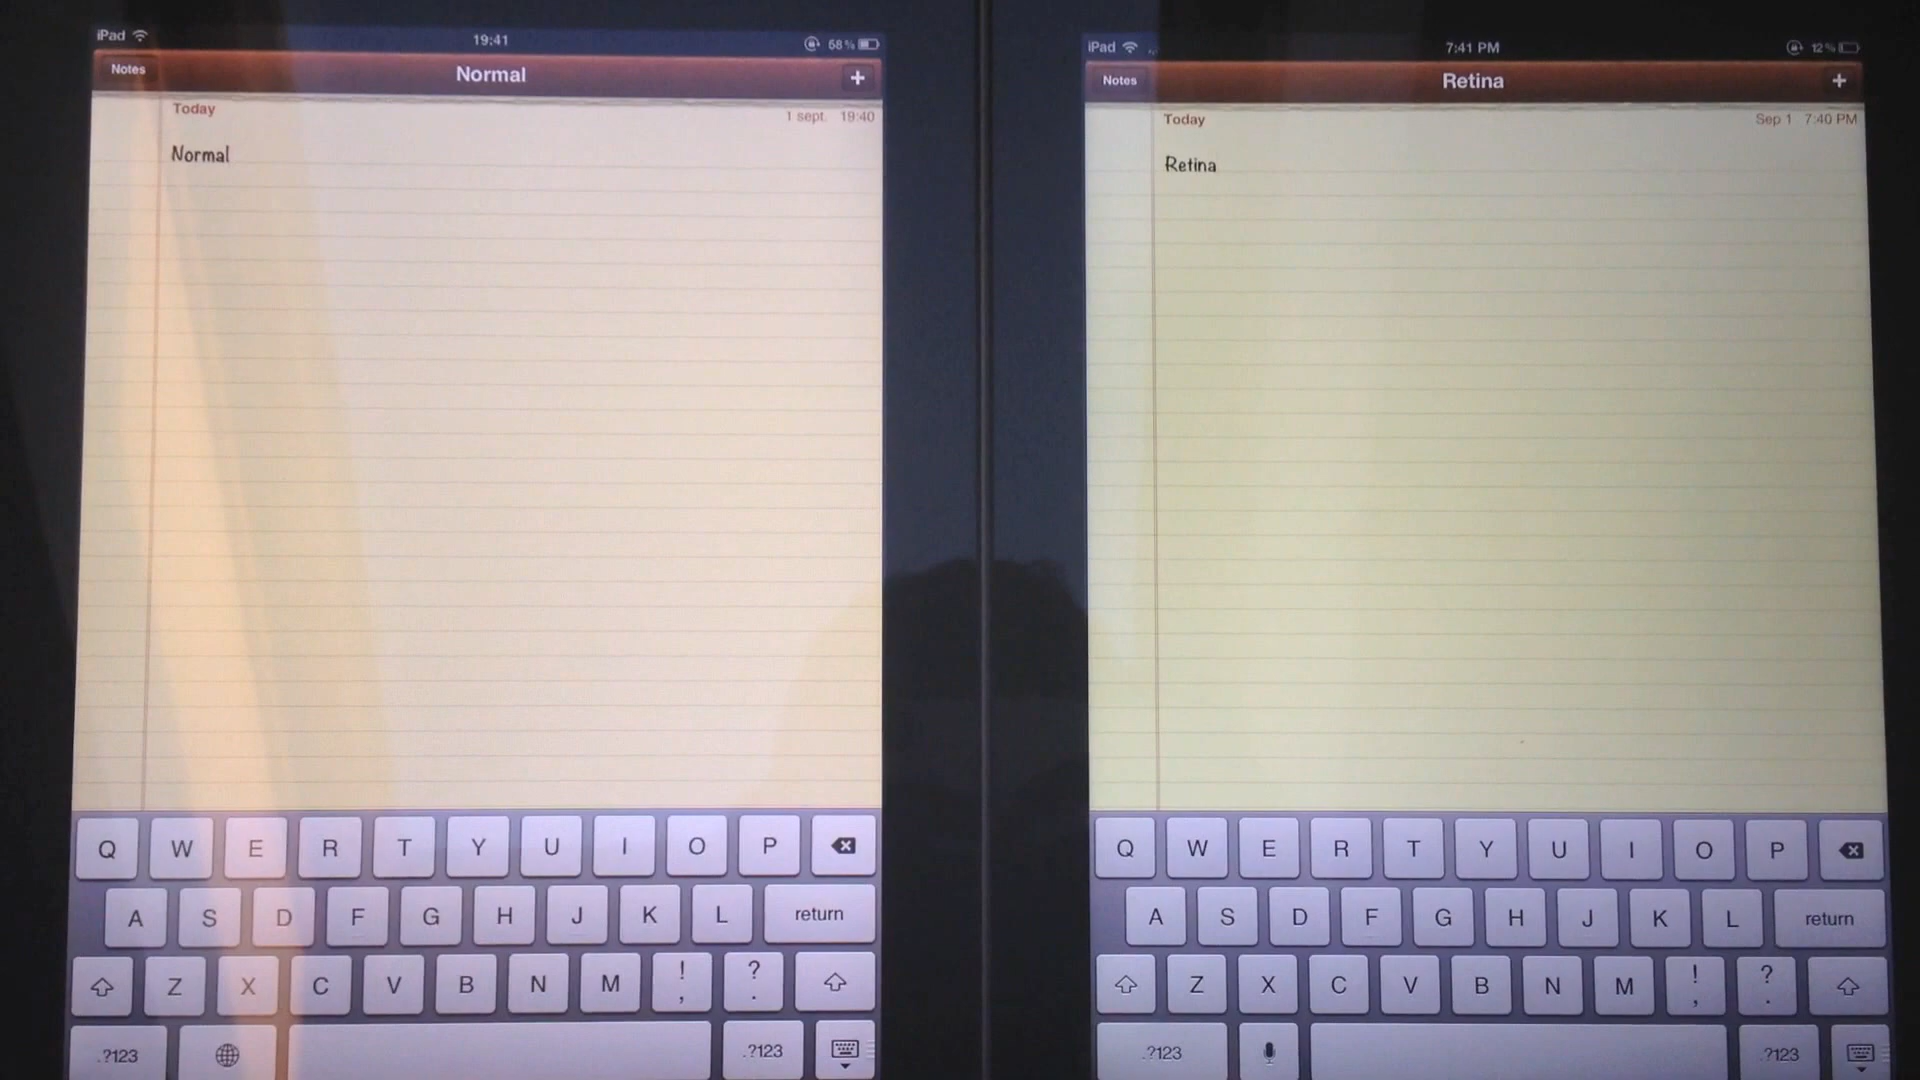 iPad 19:41 58%
Notes Normal +
Today 1 sept. 19:40
Normal
Q W E R T Y U I O P
A S D F G H J K L return
Z X C V B N M ! , ? .
.?123 .?123
iPad 7:41 PM 12%
Notes Retina +
Today Sep 1 7:40 PM
Retina
Q W E R T Y U I O P
A S D F G H J K L return
Z X C V B N M ! , ? .
.?123 .?123